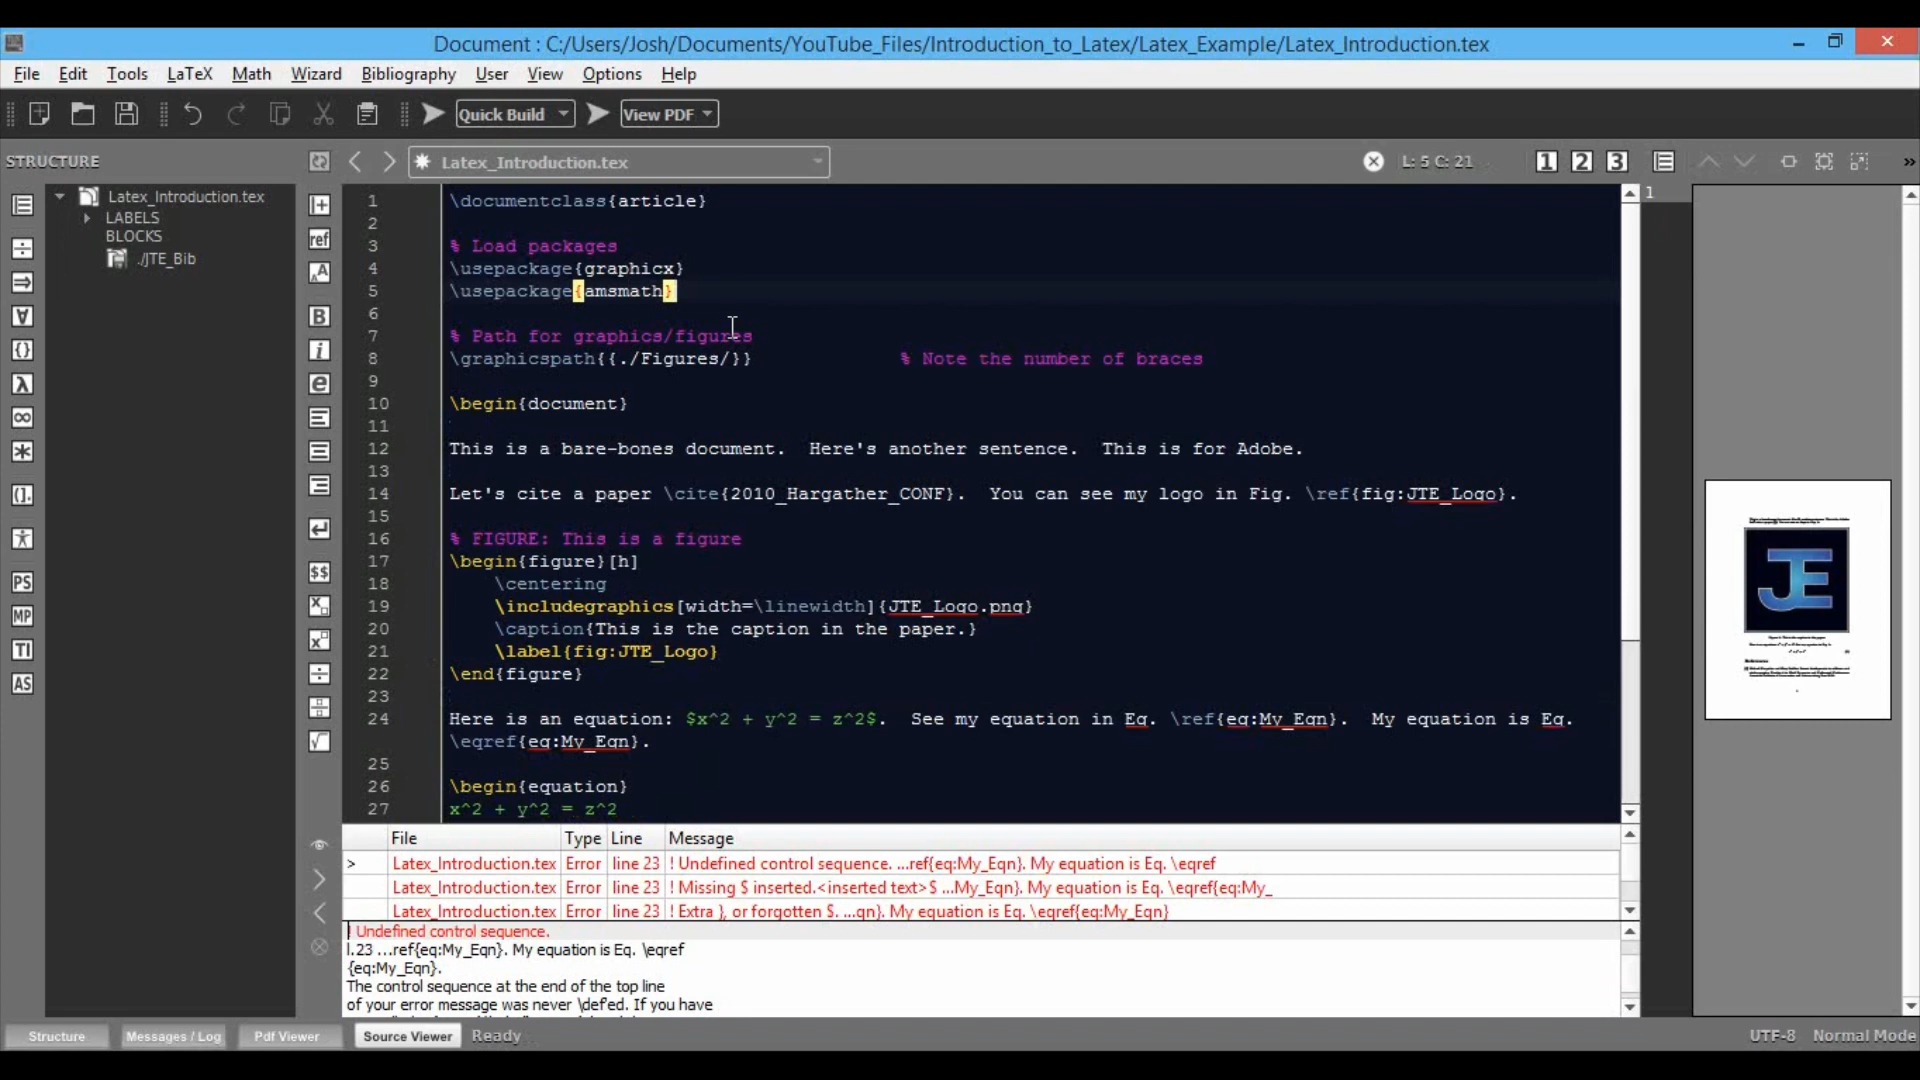 Document : C:/Users/Josh/Documents/YouTube_Files/Introduction_to_Latex/Latex_Example/Latex_Introduction.tex
File Edit Tools LaTeX Math Wizard Bibliography User View Options Help
Quick Build View PDF
STRUCTURE
Latex_Introduction.tex
L: 5 C: 21
1 2 3
1
Latex_Introduction.tex
LABELS
BLOCKS
./JTE_Bib
ref
A
B
i
e
$$
PS
MP
TI
AS
1 \documentclass{article}
2
3 % Load packages
4 \usepackage{graphicx}
5 \usepackage{amsmath}
6
7 % Path for graphics/figures
8 \graphicspath{{./Figures/}} % Note the number of braces
9
10 \begin{document}
11
12 This is a bare-bones document. Here's another sentence. This is for Adobe.
13
14 Let's cite a paper \cite{2010_Hargather_CONF}. You can see my logo in Fig. \ref{fig:JTE_Logo}.
15
16 % FIGURE: This is a figure
17 \begin{figure}[h]
18 \centering
19 \includegraphics[width=\linewidth]{JTE_Logo.png}
20 \caption{This is the caption in the paper.}
21 \label{fig:JTE_Logo}
22 \end{figure}
23
24 Here is an equation: $x^2 + y^2 = z^2$. See my equation in Eq. \ref{eq:My_Eqn}. My equation is Eq.
\eqref{eq:My_Eqn}.
25
26 \begin{equation}
27 x^2 + y^2 = z^2
JE
File Type Line Message
> Latex_Introduction.tex Error line 23 ! Undefined control sequence. ...ref{eq:My_Eqn}. My equation is Eq. \eqref
Latex_Introduction.tex Error line 23 ! Missing $ inserted.<inserted text>$ ...My_Eqn}. My equation is Eq. \eqref{eq:My_
Latex_Introduction.tex Error line 23 ! Extra }, or forgotten $. ...qn}. My equation is Eq. \eqref{eq:My_Eqn}
! Undefined control sequence.
l.23 ...ref{eq:My_Eqn}. My equation is Eq. \eqref
{eq:My_Eqn}.
The control sequence at the end of the top line
of your error message was never \def'ed. If you have
Structure Messages / Log Pdf Viewer Source Viewer Ready UTF-8 Normal Mode